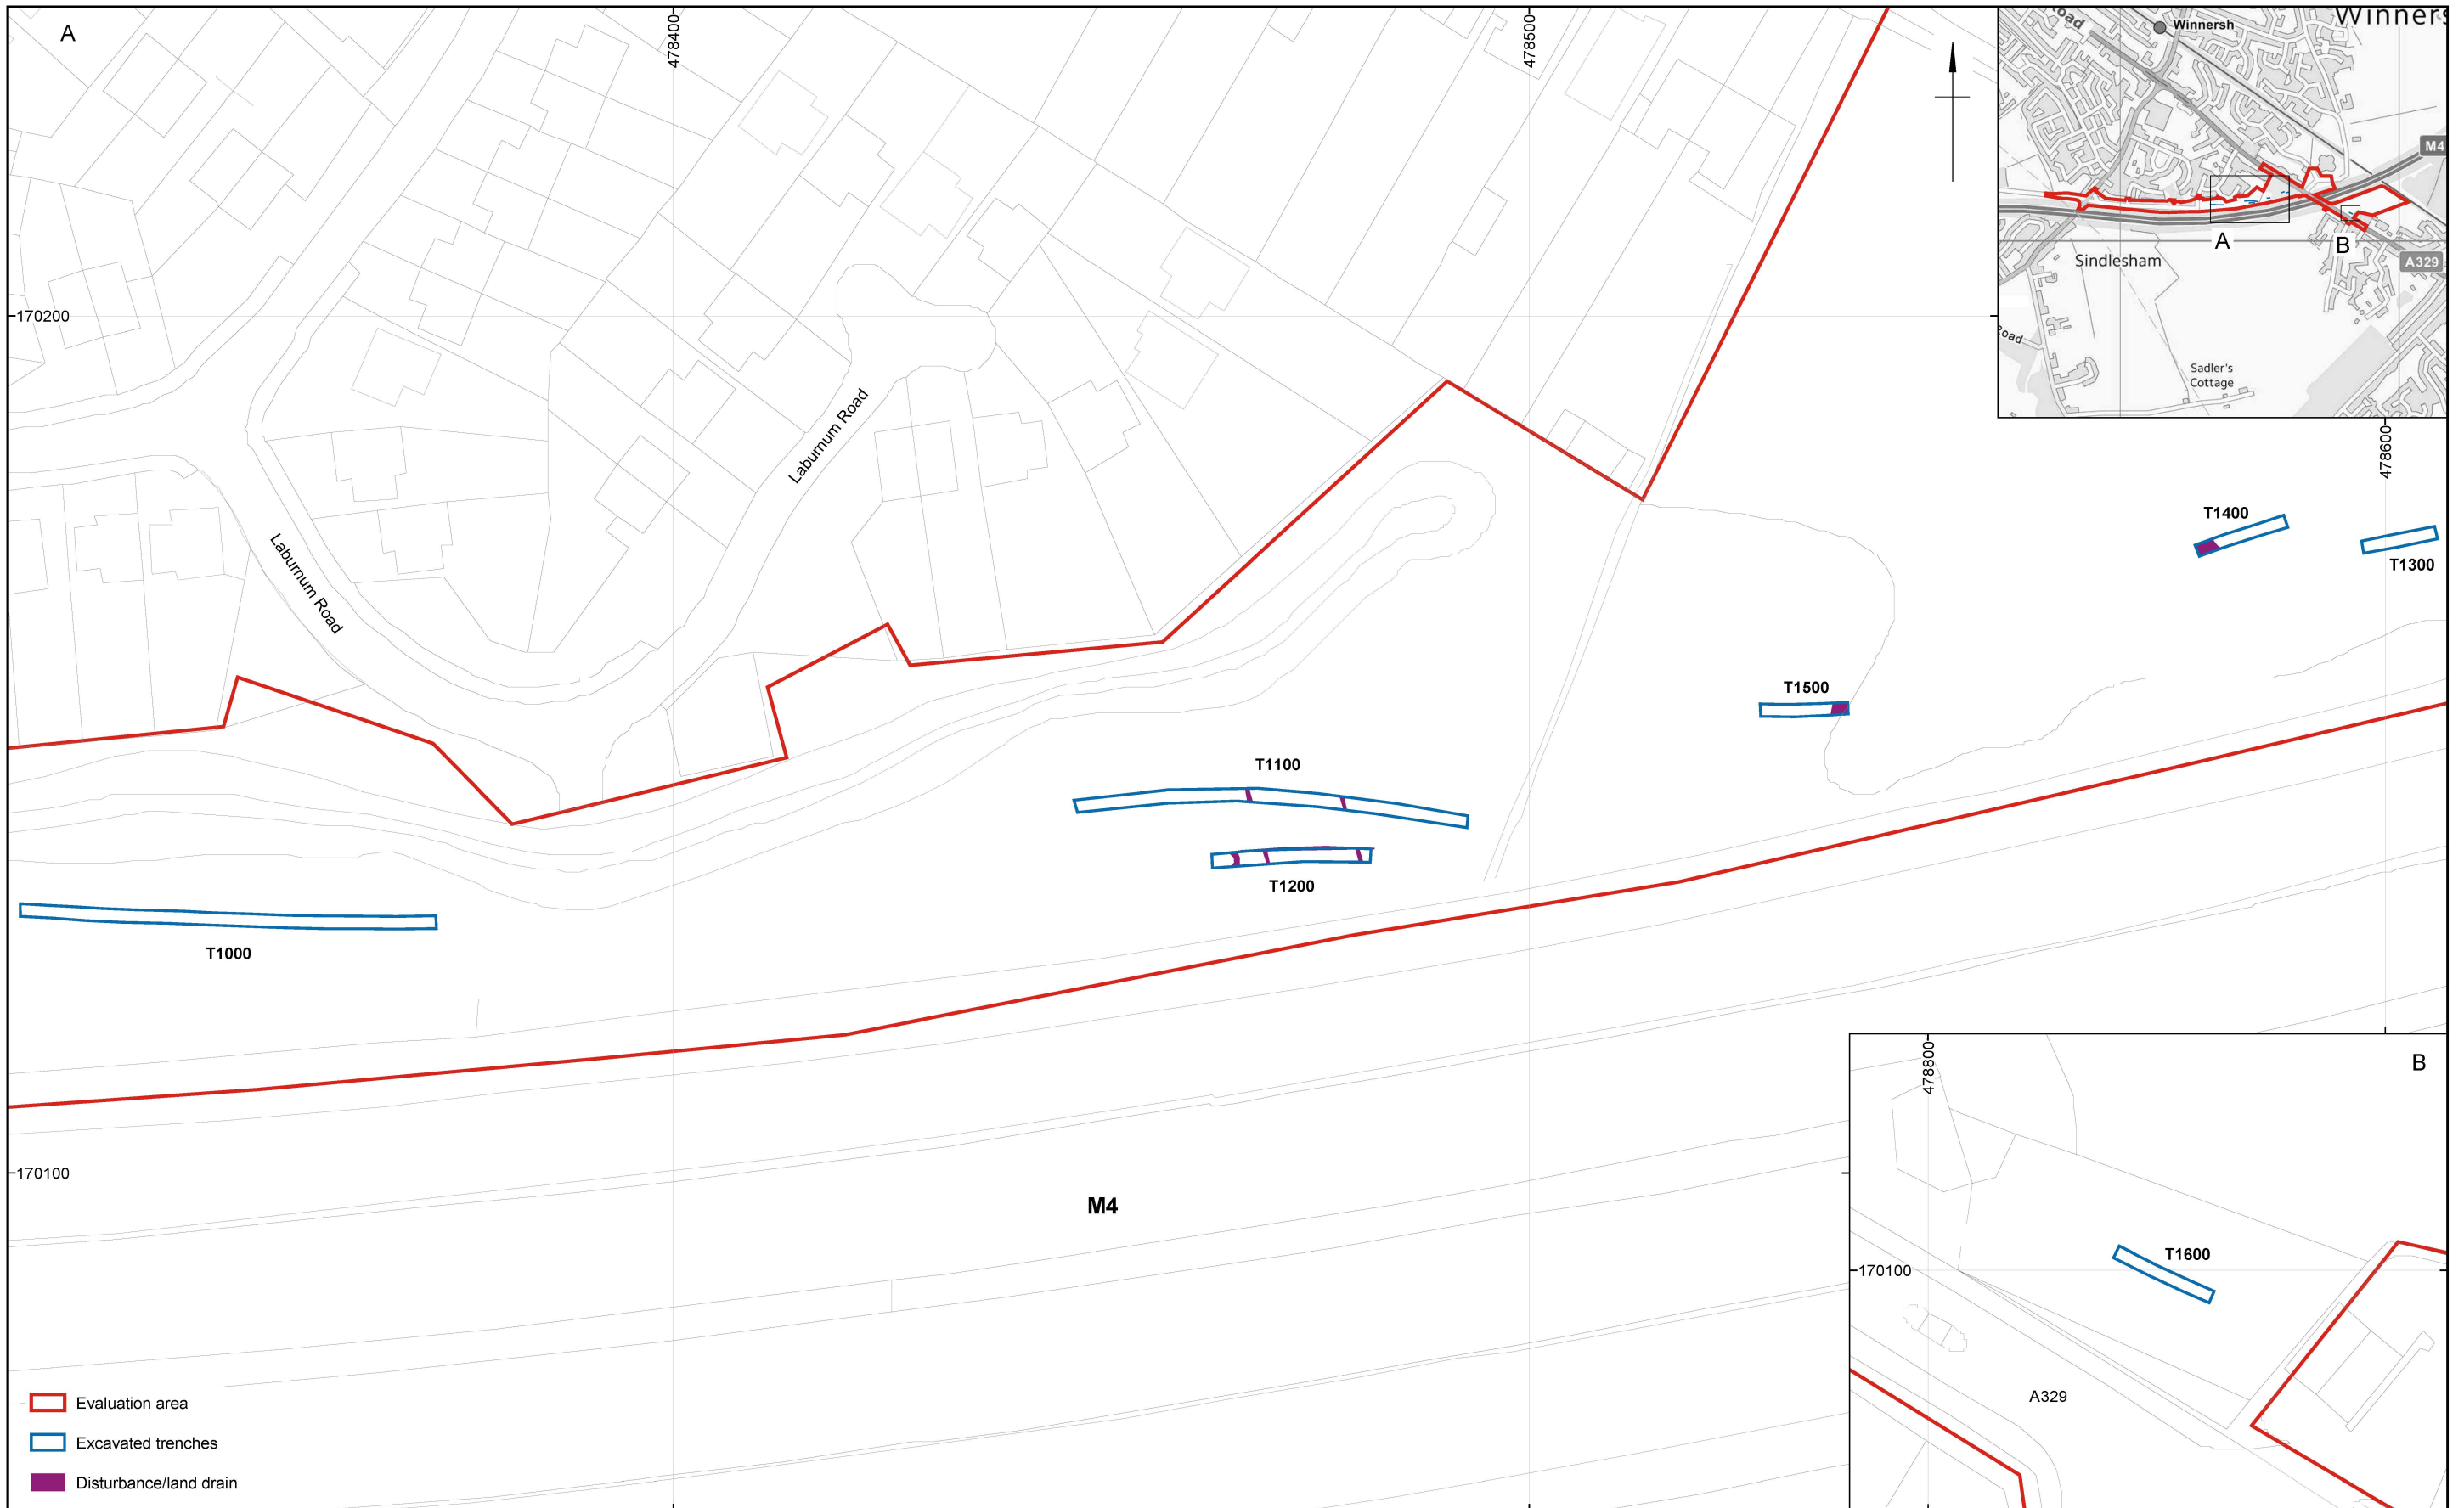 A
478400
478500
Road
Winnersh
Winners
M4
A
B
Sindlesham
A329
Road
Sadler's
Cottage
170200
478600
Laburnum Road
Laburnum Road
T1400
T1300
T1500
T1100
T1200
T1000
170100
M4
478800
B
T1600
170100
A329
Evaluation area
Excavated trenches
Disturbance/land drain